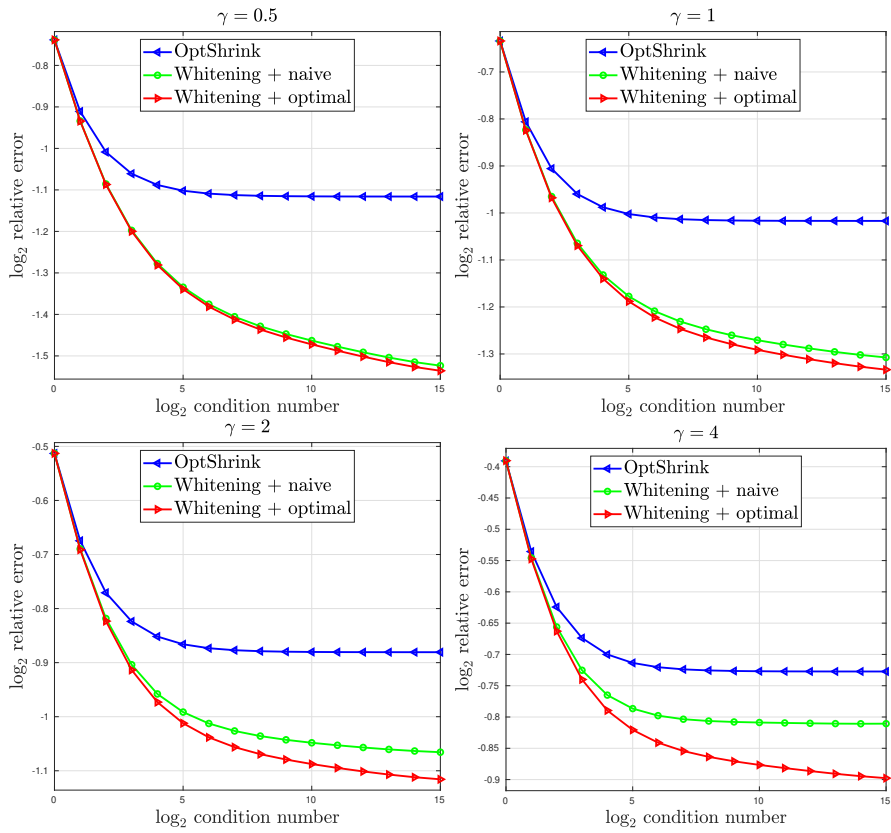 γ = 0.5
OptShrink
Whitening + naive
Whitening + optimal
log₂ relative error
-0.8
-0.9
-1
-1.1
-1.2
-1.3
-1.4
-1.5
0 5 10 15
log₂ condition number
γ = 1
OptShrink
Whitening + naive
Whitening + optimal
log₂ relative error
-0.7
-0.8
-0.9
-1
-1.1
-1.2
-1.3
0 5 10 15
log₂ condition number
γ = 2
OptShrink
Whitening + naive
Whitening + optimal
log₂ relative error
-0.5
-0.6
-0.7
-0.8
-0.9
-1
-1.1
0 5 10 15
log₂ condition number
γ = 4
OptShrink
Whitening + naive
Whitening + optimal
log₂ relative error
-0.4
-0.45
-0.5
-0.55
-0.6
-0.65
-0.7
-0.75
-0.8
-0.85
-0.9
0 5 10 15
log₂ condition number